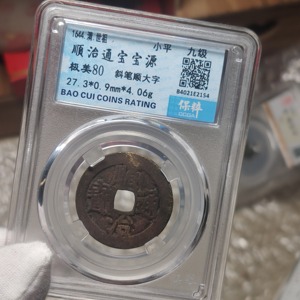 1644 清 世祖 小平 九级
顺治通宝宝源
极美80 斜笔顺大字
27.3*0.9mm*4.06g
BAO CUI COINS RATING
保粹
BA021E2154